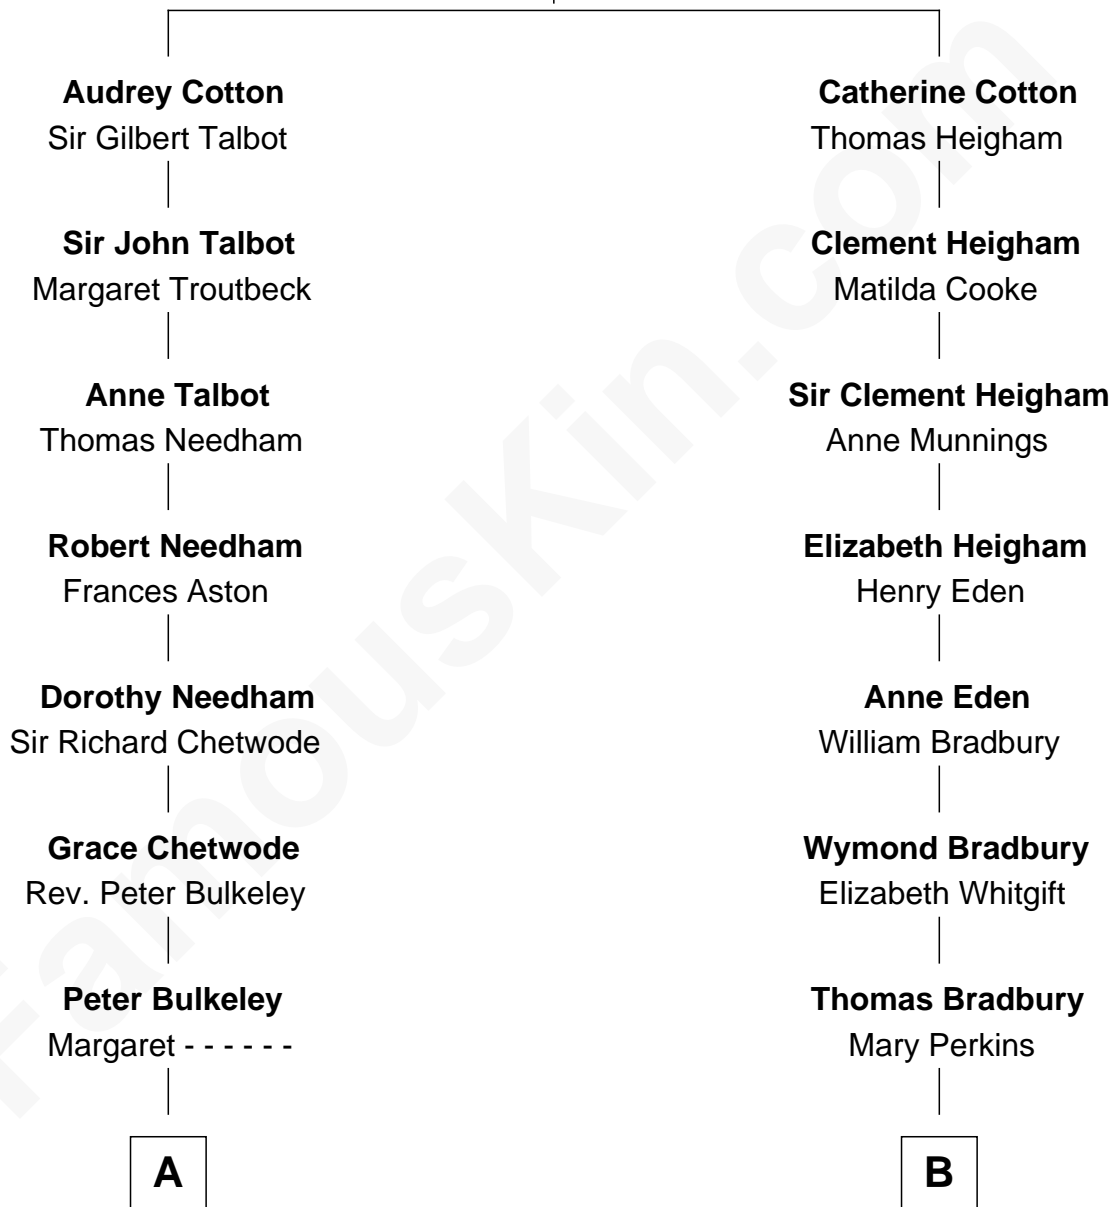 Audrey Cotton
Sir Gilbert Talbot
Sir John Talbot
Margaret Troutbeck
Anne Talbot
Thomas Needham
Robert Needham
Frances Aston
Dorothy Needham
Sir Richard Chetwode
Grace Chetwode
Rev. Peter Bulkeley
Peter Bulkeley
Margaret - - - - - -
A
Catherine Cotton
Thomas Heigham
Clement Heigham
Matilda Cooke
Sir Clement Heigham
Anne Munnings
Elizabeth Heigham
Henry Eden
Anne Eden
William Bradbury
Wymond Bradbury
Elizabeth Whitgift
Thomas Bradbury
Mary Perkins
B
FamousKin.com